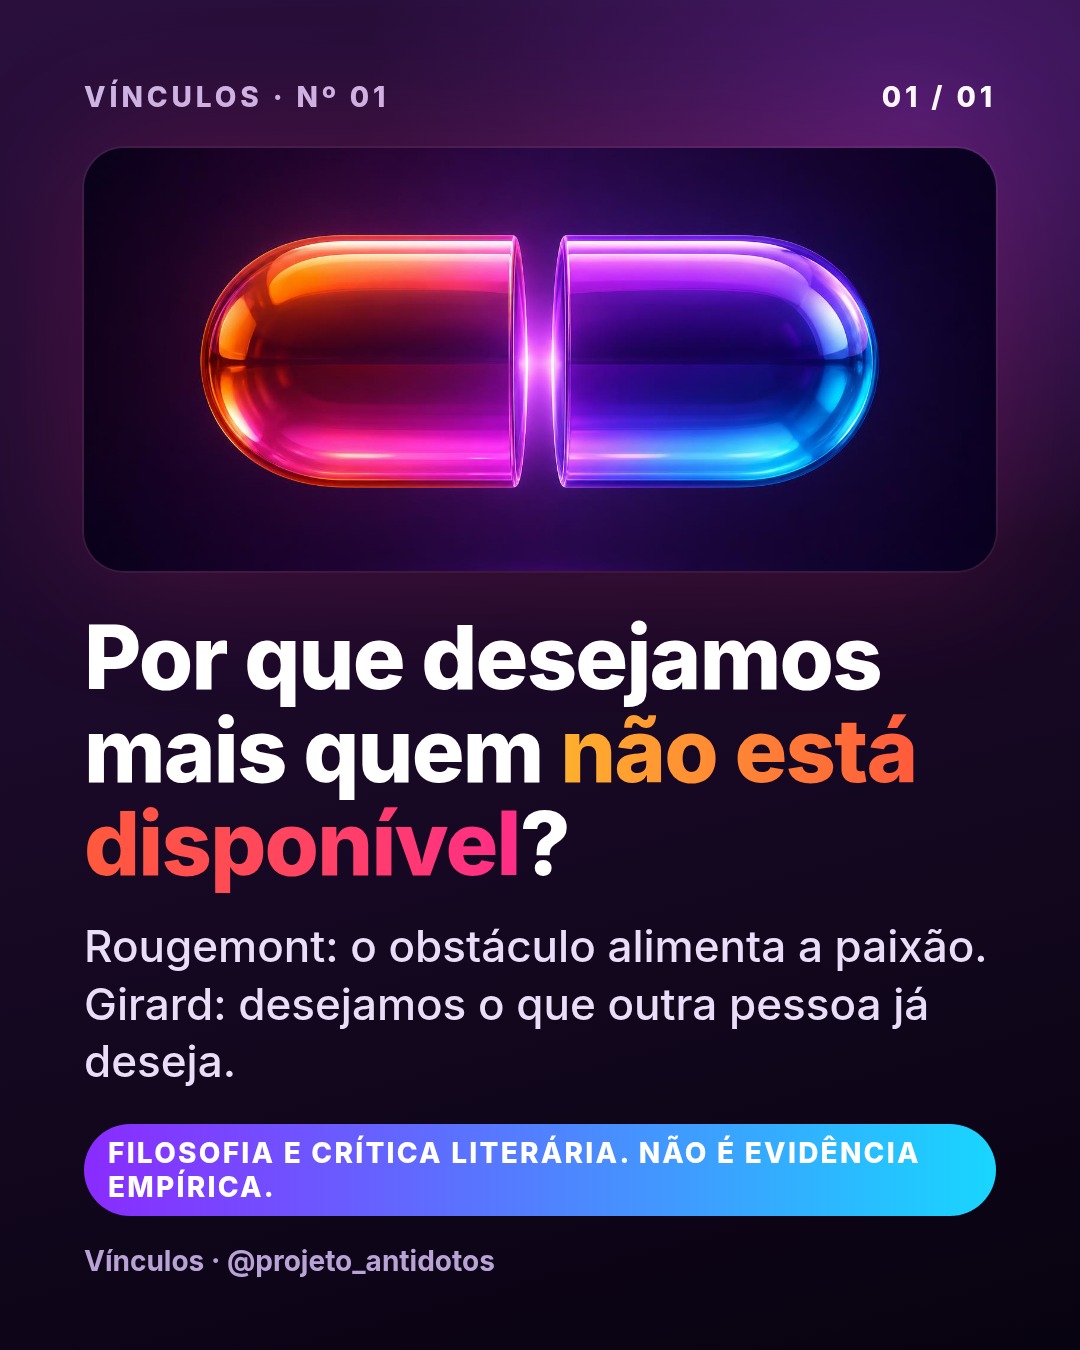 VÍNCULOS · Nº 01
01 / 01
Por que desejamos
mais quem não está
disponível?
Rougemont: o obstáculo alimenta a paixão.
Girard: desejamos o que outra pessoa já
deseja.
FILOSOFIA E CRÍTICA LITERÁRIA. NÃO É EVIDÊNCIA
EMPÍRICA.
Vínculos · @projeto_antidotos